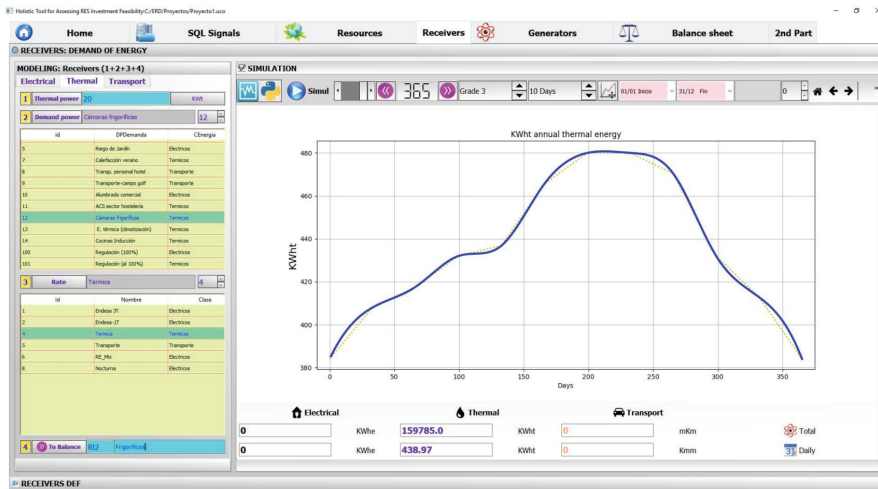 Holistic Tool for Assessing RES Investment Feasibility:C:/ERD/Proyectos/Proyecto1.uco
Home SQL Signals Resources Receivers Generators Balance sheet 2nd Part
RECEIVERS: DEMAND OF ENERGY
MODELING: Receivers (1+2+3+4)
Electrical Thermal Transport
1 Thermal power 20 KWt
2 Demand power Cámaras frigoríficas 12
id DPDemanda CEnergia
5 Riego de Jardín Electricos
7 Calefacción verano Termicos
8 Transp. personal hotel Transporte
9 Transporte-campo golf Transporte
10 Alumbrado comercial Electricos
11 ACS sector hostelería Termicos
12 Cámaras frigoríficas Termicos
13 E. térmica (climatización) Termicos
14 Cocinas Inducción Termicos
100 Regulación (100%) Electricos
101 Regulación (al 100%) Termicos
3 Rate Termica 4
Id Nombre Clase
1 Endesa 3T Electricos
2 Endesa-1T Electricos
4 Termica Termicos
5 Transporte Transporte
6 RE_Mix Electricos
8 Nocturna Electricos
4 To Balance R12 Frigoríficas
SIMULATION
Simul 365 Grade 3 10 Days 01/01 Inicio 31/12 Fin 0
KWht annual thermal energy
KWht
480
460
440
420
400
380
0 50 100 150 200 250 300 350
Days
Electrical Thermal Transport
0 KWhe 159785.0 KWht 0 mKm Total
0 KWhe 438.97 KWht 0 Kmm 31 Daily
RECEIVERS DEF